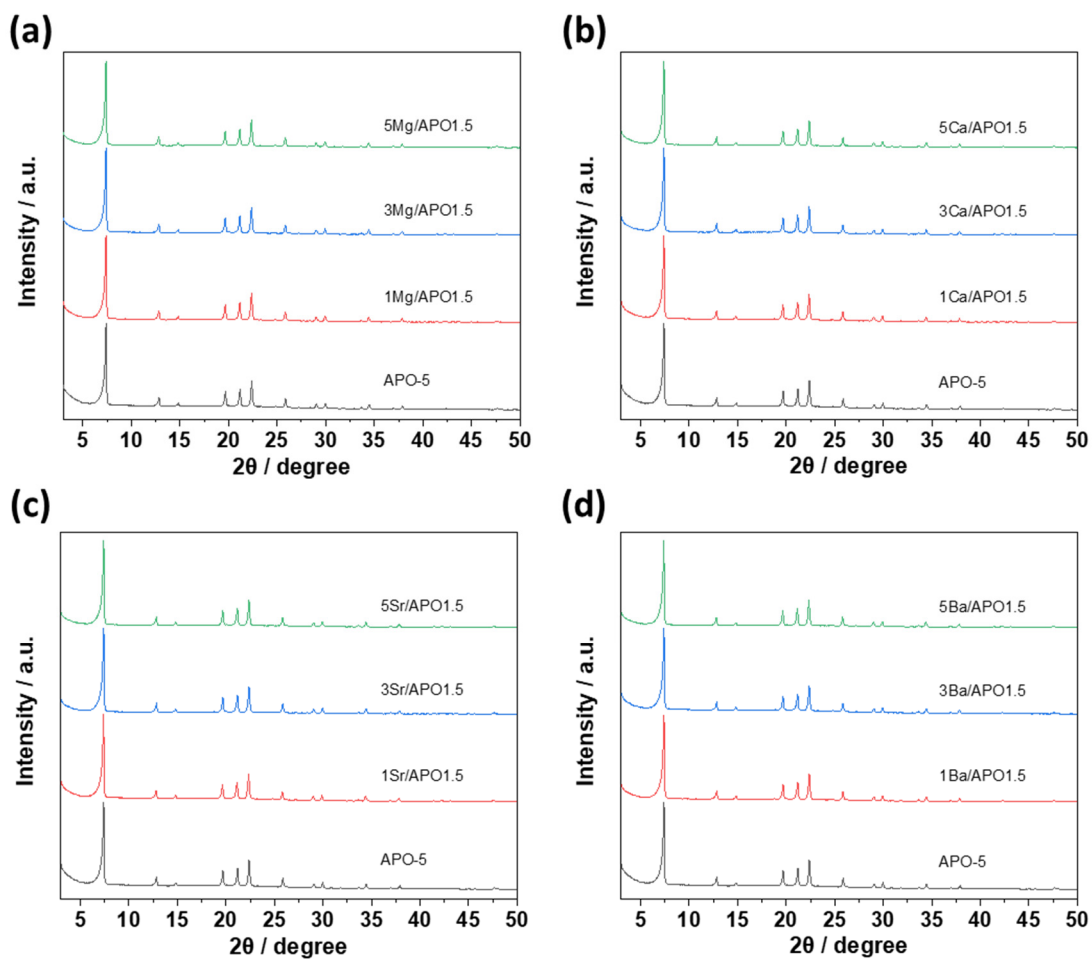 (a)
Intensity / a.u.
5Mg/APO1.5
3Mg/APO1.5
1Mg/APO1.5
APO-5
5 10 15 20 25 30 35 40 45 50
2θ / degree
(b)
Intensity / a.u.
5Ca/APO1.5
3Ca/APO1.5
1Ca/APO1.5
APO-5
5 10 15 20 25 30 35 40 45 50
2θ / degree
(c)
Intensity / a.u.
5Sr/APO1.5
3Sr/APO1.5
1Sr/APO1.5
APO-5
5 10 15 20 25 30 35 40 45 50
2θ / degree
(d)
Intensity / a.u.
5Ba/APO1.5
3Ba/APO1.5
1Ba/APO1.5
APO-5
5 10 15 20 25 30 35 40 45 50
2θ / degree